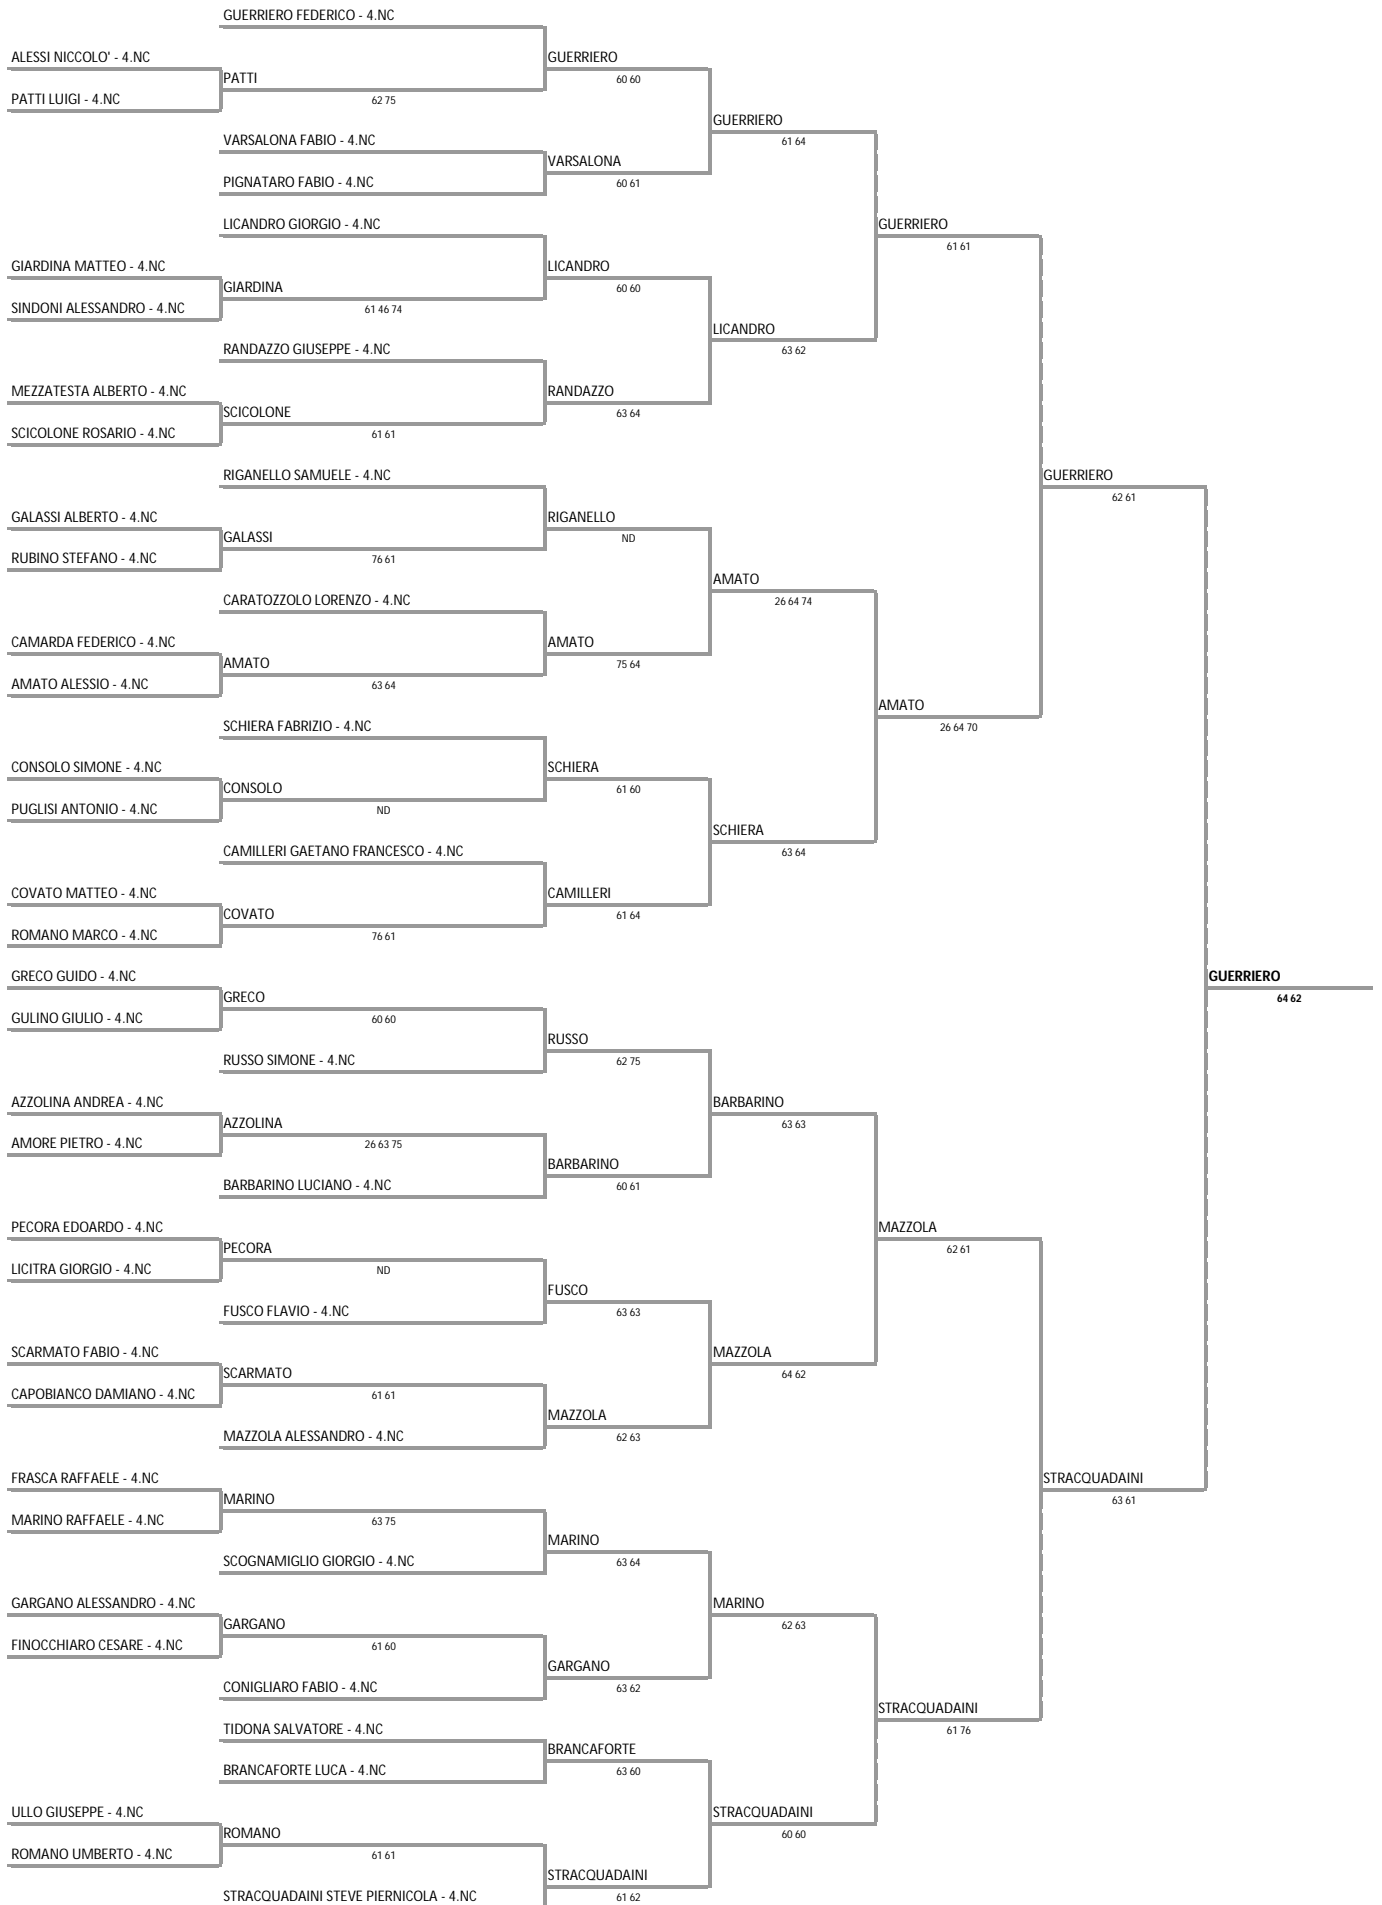 GUERRIERO FEDERICO - 4.NC
ALESSI NICCOLO' - 4.NC
GUERRIERO
PATTI
60 60
PATTI LUIGI - 4.NC
62 75
GUERRIERO
VARSALONA FABIO - 4.NC
61 64
VARSALONA
PIGNATARO FABIO - 4.NC
60 61
LICANDRO GIORGIO - 4.NC
GUERRIERO
61 61
GIARDINA MATTEO - 4.NC
LICANDRO
GIARDINA
60 60
SINDONI ALESSANDRO - 4.NC
61 46 74
LICANDRO
RANDAZZO GIUSEPPE - 4.NC
63 62
MEZZATESTA ALBERTO - 4.NC
RANDAZZO
SCICOLONE
63 64
SCICOLONE ROSARIO - 4.NC
61 61
RIGANELLO SAMUELE - 4.NC
GUERRIERO
62 61
GALASSI ALBERTO - 4.NC
RIGANELLO
GALASSI
ND
RUBINO STEFANO - 4.NC
76 61
AMATO
CARATOZZOLO LORENZO - 4.NC
26 64 74
CAMARDA FEDERICO - 4.NC
AMATO
AMATO
75 64
AMATO ALESSIO - 4.NC
63 64
AMATO
SCHIERA FABRIZIO - 4.NC
26 64 70
CONSOLO SIMONE - 4.NC
SCHIERA
CONSOLO
61 60
PUGLISI ANTONIO - 4.NC
ND
SCHIERA
CAMILLERI GAETANO FRANCESCO - 4.NC
63 64
COVATO MATTEO - 4.NC
CAMILLERI
COVATO
61 64
ROMANO MARCO - 4.NC
76 61
GRECO GUIDO - 4.NC
GUERRIERO
GRECO
64 62
GULINO GIULIO - 4.NC
60 60
RUSSO
RUSSO SIMONE - 4.NC
62 75
AZZOLINA ANDREA - 4.NC
BARBARINO
AZZOLINA
63 63
AMORE PIETRO - 4.NC
26 63 75
BARBARINO
BARBARINO LUCIANO - 4.NC
60 61
PECORA EDOARDO - 4.NC
MAZZOLA
PECORA
62 61
LICITRA GIORGIO - 4.NC
ND
FUSCO
FUSCO FLAVIO - 4.NC
63 63
SCARMATO FABIO - 4.NC
MAZZOLA
SCARMATO
64 62
CAPOBIANCO DAMIANO - 4.NC
61 61
MAZZOLA
MAZZOLA ALESSANDRO - 4.NC
62 63
FRASCA RAFFAELE - 4.NC
STRACQUADAINI
MARINO
63 61
MARINO RAFFAELE - 4.NC
63 75
MARINO
SCOGNAMIGLIO GIORGIO - 4.NC
63 64
GARGANO ALESSANDRO - 4.NC
MARINO
GARGANO
62 63
FINOCCHIARO CESARE - 4.NC
61 60
GARGANO
CONIGLIARO FABIO - 4.NC
63 62
STRACQUADAINI
TIDONA SALVATORE - 4.NC
61 76
BRANCAFORTE
BRANCAFORTE LUCA - 4.NC
63 60
ULLO GIUSEPPE - 4.NC
STRACQUADAINI
ROMANO
60 60
ROMANO UMBERTO - 4.NC
61 61
STRACQUADAINI
STRACQUADAINI STEVE PIERNICOLA - 4.NC
61 62